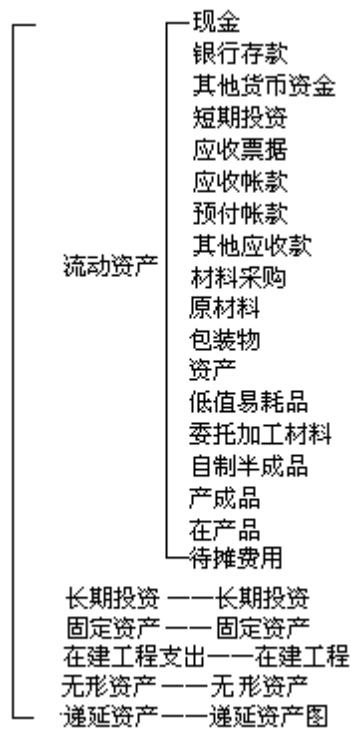 现金
银行存款
其他货币资金
短期投资
应收票据
应收帐款
预付帐款
其他应收款
流动资产
材料采购
原材料
包装物
资产
低值易耗品
委托加工材料
自制半成品
产成品
在产品
待摊费用
长期投资——长期投资
固定资产——固定资产
在建工程支出——在建工程
无形资产——无形资产
递延资产——递延资产图